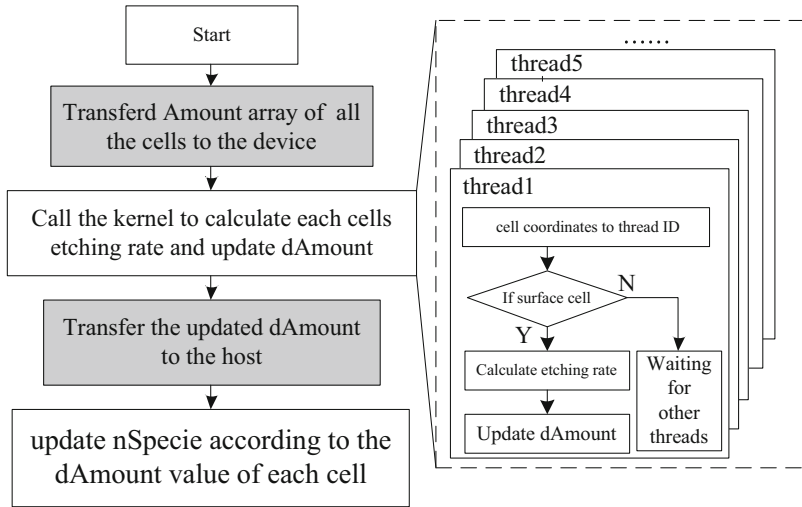 Start
Transferd Amount array of all
the cells to the device
Call the kernel to calculate each cells
etching rate and update dAmount
Transfer the updated dAmount
to the host
update nSpecie according to the
dAmount value of each cell
......
thread5
thread4
thread3
thread2
thread1
cell coordinates to thread ID
If surface cell
N
Y
Calculate etching rate
Update dAmount
Waiting
for
other
threads